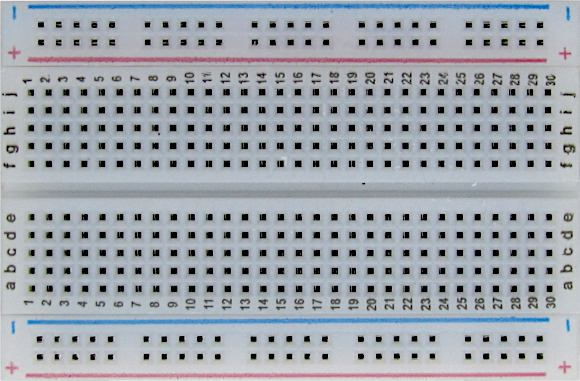 − −
+ +
1 2 3 4 5 6 7 8 9 10 11 12 13 14 15 16 17 18 19 20 21 22 23 24 25 26 27 28 29 30
j j
i i
h h
g g
f f
e e
d d
c c
b b
a a
1 2 3 4 5 6 7 8 9 10 11 12 13 14 15 16 17 18 19 20 21 22 23 24 25 26 27 28 29 30
− −
+ +